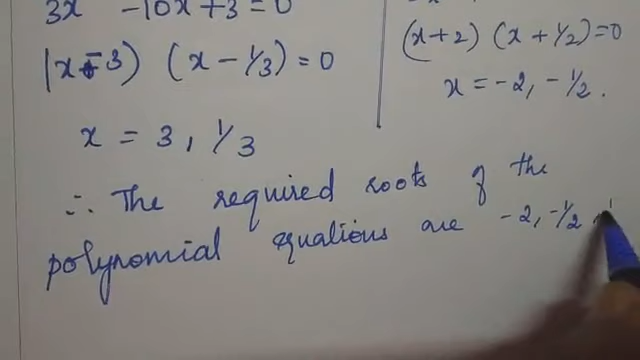 3x² -10x+3=0
(x-3) (x-1/3)=0
x = 3, 1/3
(x+2) (x+1/2)=0
x=-2, -1/2.
∴ The required roots of the
polynomial equations are -2, -1/2